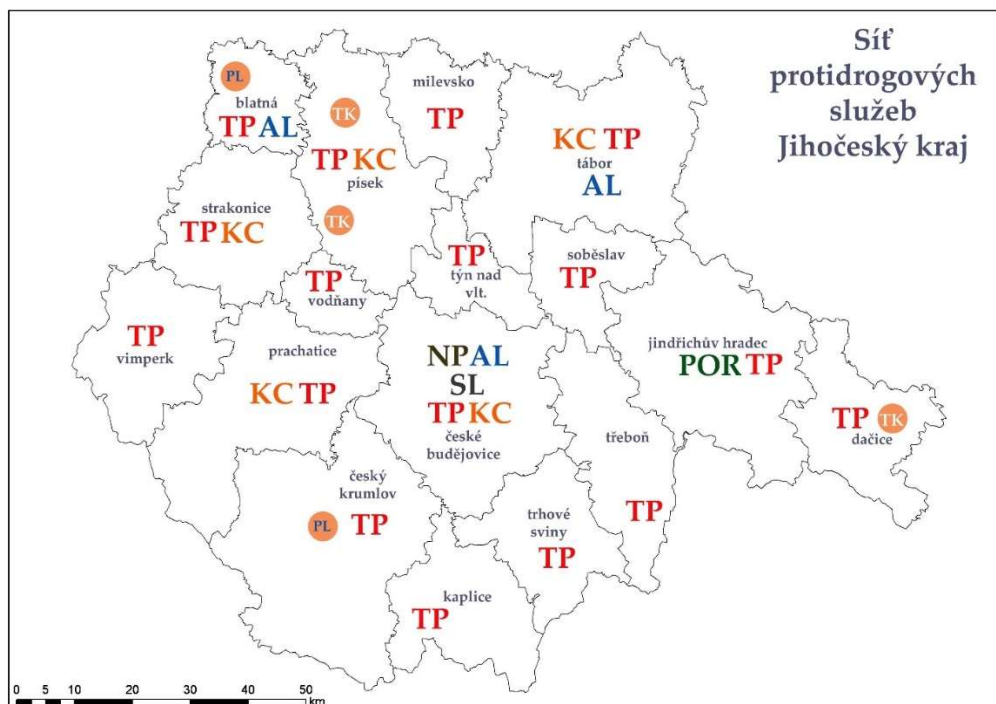 Síť
protidrogových
služeb
Jihočeský kraj
PL
blatná
TP AL
TK
TP KC
písek
TK
milevsko
TP
KC TP
tábor
AL
strakonice
TP KC
TP
vodňany
TP
týn nad
vlt.
soběslav
TP
TP
vimperk
prachatice
KC TP
NP AL
SL
TP KC
české
budějovice
jindřichův hradec
POR TP
TP TK
dačice
třeboň
TP
český
krumlov
PL TP
trhové
sviny
TP
kaplice
TP
0 5 10 20 30 40 50
km